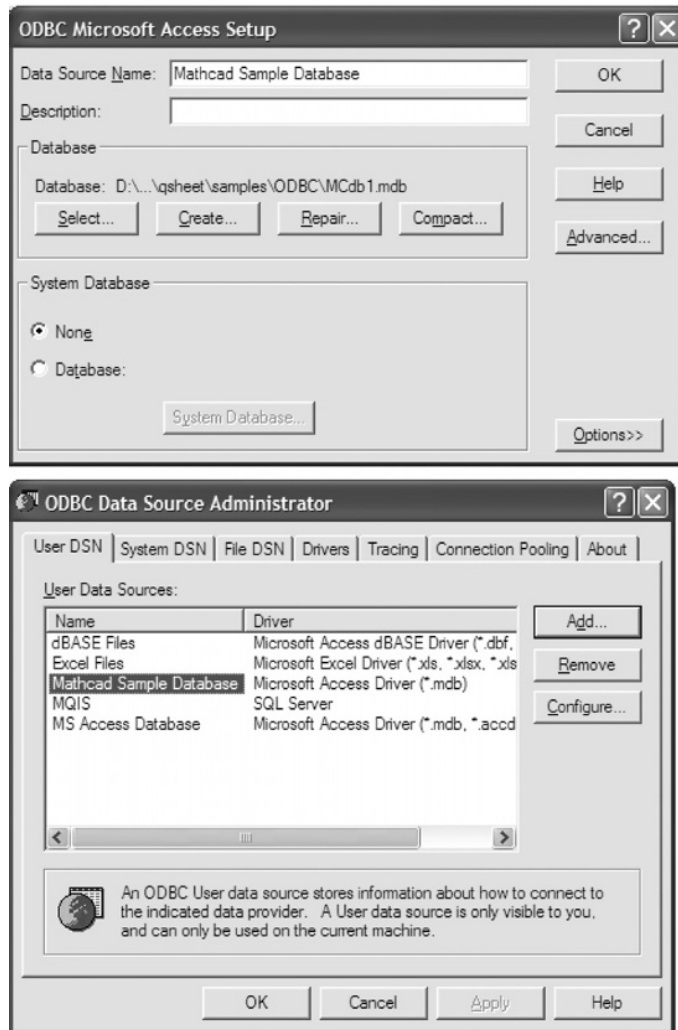 ODBC Microsoft Access Setup
Data Source Name: Mathcad Sample Database
OK
Description:
Cancel
Database
Database: D:\...\qsheet\samples\ODBC\MCdb1.mdb
Help
Select... Create... Repair... Compact...
Advanced...
System Database
None
Database:
System Database...
Options>>
ODBC Data Source Administrator
User DSN System DSN File DSN Drivers Tracing Connection Pooling About
User Data Sources:
Name Driver
Add...
dBASE Files Microsoft Access dBASE Driver (*.dbf,
Excel Files Microsoft Excel Driver (*.xls, *.xlsx, *.xls
Remove
Mathcad Sample Database Microsoft Access Driver (*.mdb)
MQIS SQL Server
Configure...
MS Access Database Microsoft Access Driver (*.mdb, *.accd
An ODBC User data source stores information about how to connect to
the indicated data provider. A User data source is only visible to you,
and can only be used on the current machine.
OK Cancel Apply Help